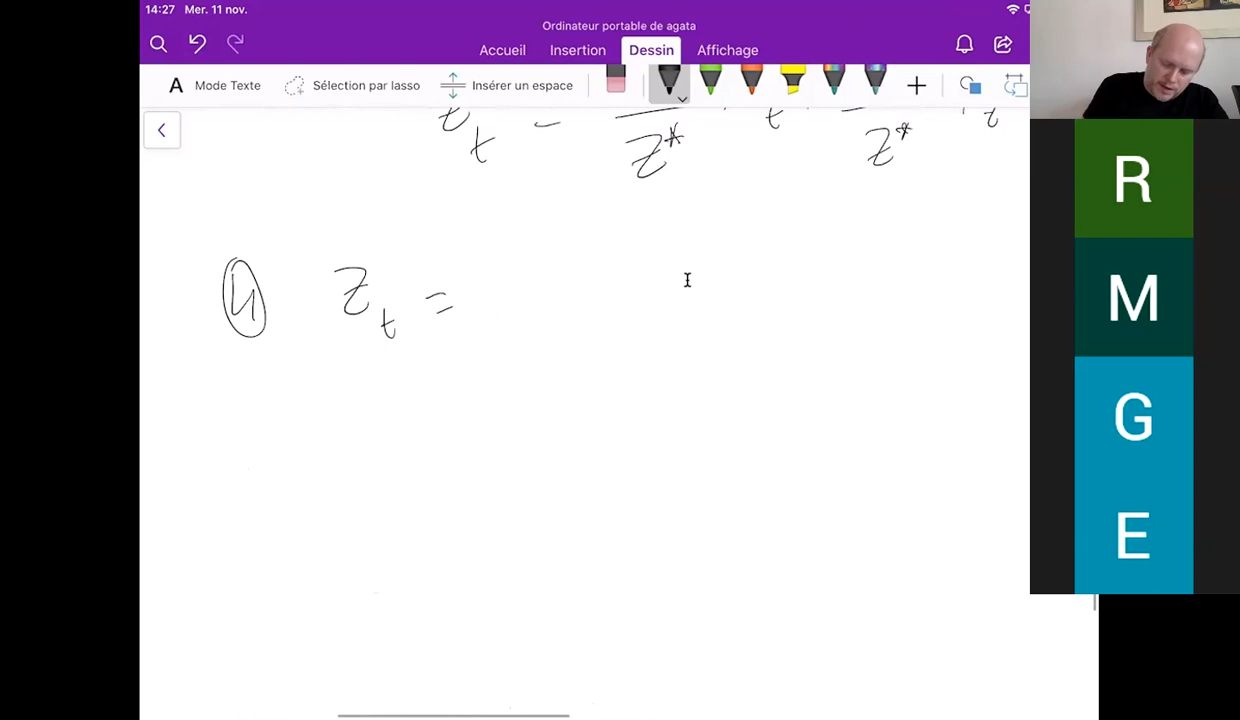 14:27 Mer. 11 nov.
Ordinateur portable de agata
Accueil Insertion Dessin Affichage
A Mode Texte Sélection par lasso Insérer un espace
z t = z* t z* t
4 z t =
R
M
G
E